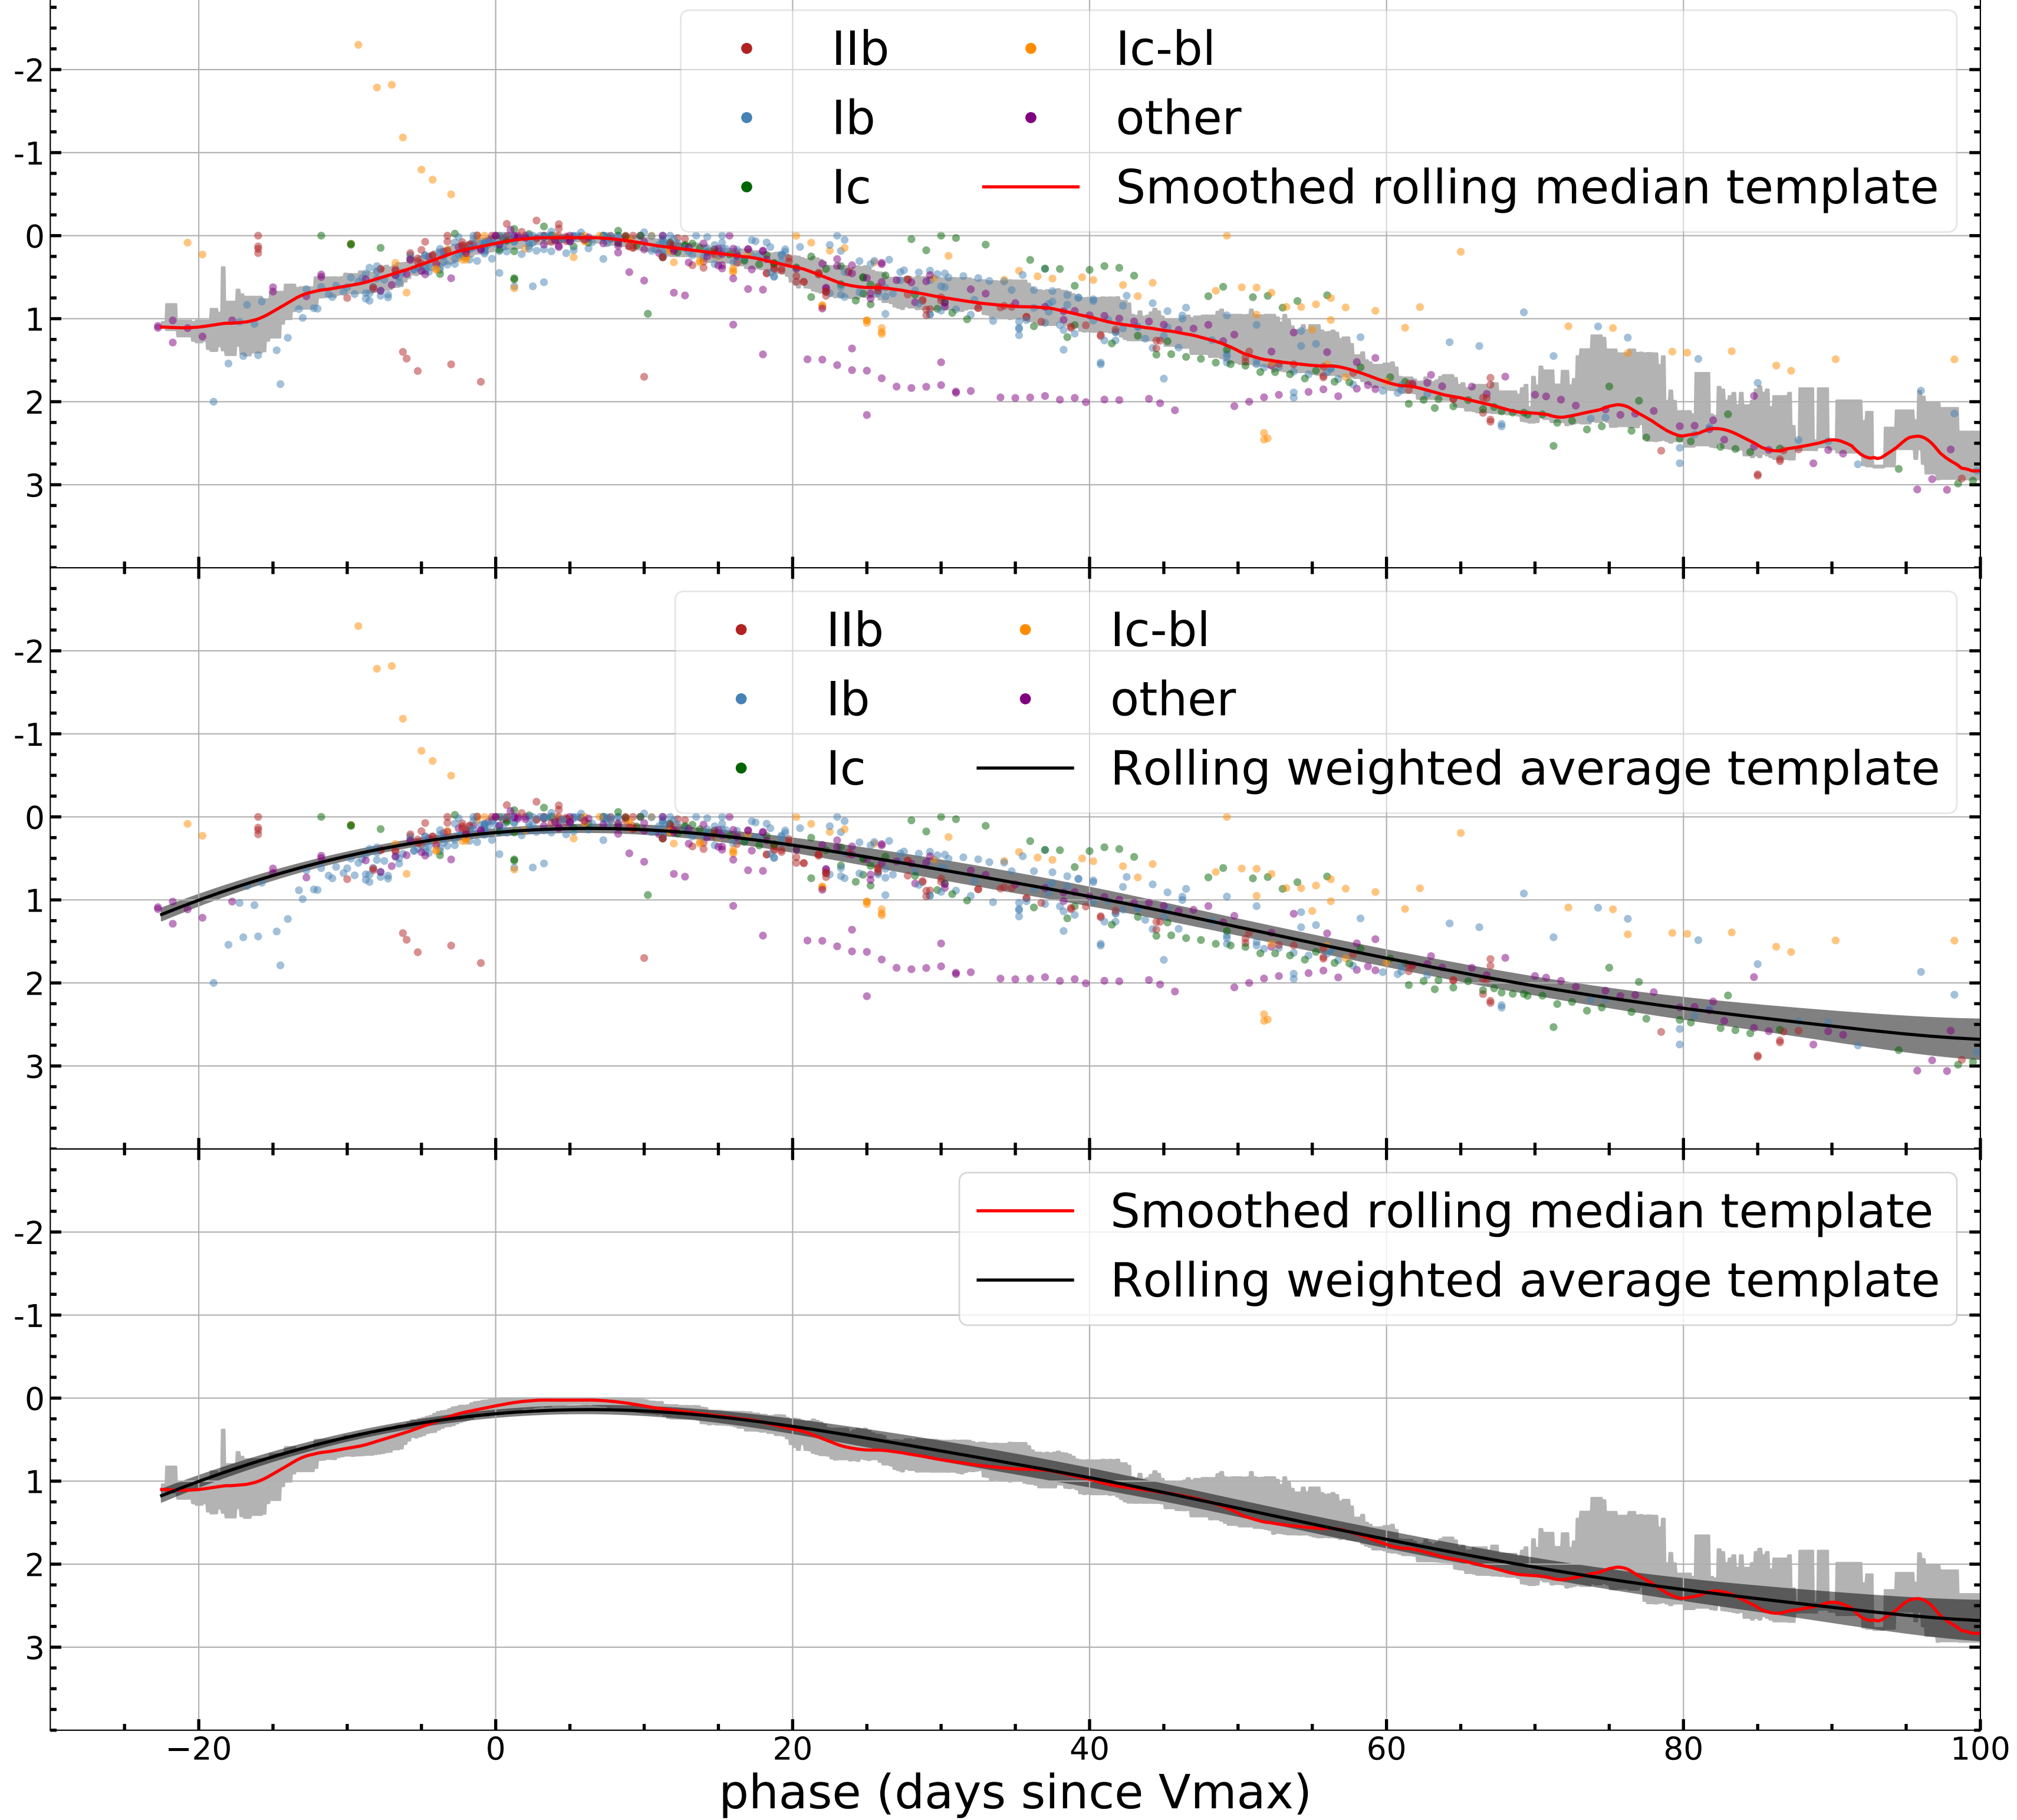 IIb Ic-bl
Ib other
Ic Smoothed rolling median template
-2
-1
0
1
2
3
IIb Ic-bl
Ib other
Ic Rolling weighted average template
-2
-1
0
1
2
3
Smoothed rolling median template
Rolling weighted average template
-2
-1
0
1
2
3
−20 0 20 40 60 80 100
phase (days since Vmax)